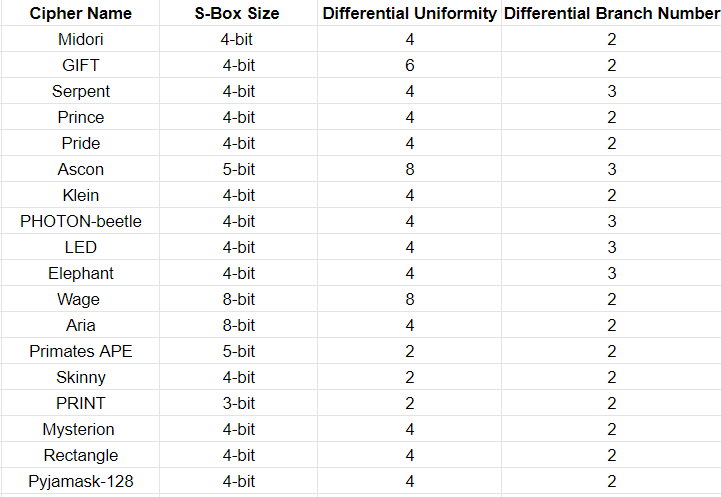 Cipher Name S-Box Size Differential Uniformity Differential Branch Number
Midori 4-bit 4 2
GIFT 4-bit 6 2
Serpent 4-bit 4 3
Prince 4-bit 4 2
Pride 4-bit 4 2
Ascon 5-bit 8 3
Klein 4-bit 4 2
PHOTON-beetle 4-bit 4 3
LED 4-bit 4 3
Elephant 4-bit 4 3
Wage 8-bit 8 2
Aria 8-bit 4 2
Primates APE 5-bit 2 2
Skinny 4-bit 2 2
PRINT 3-bit 2 2
Mysterion 4-bit 4 2
Rectangle 4-bit 4 2
Pyjamask-128 4-bit 4 2